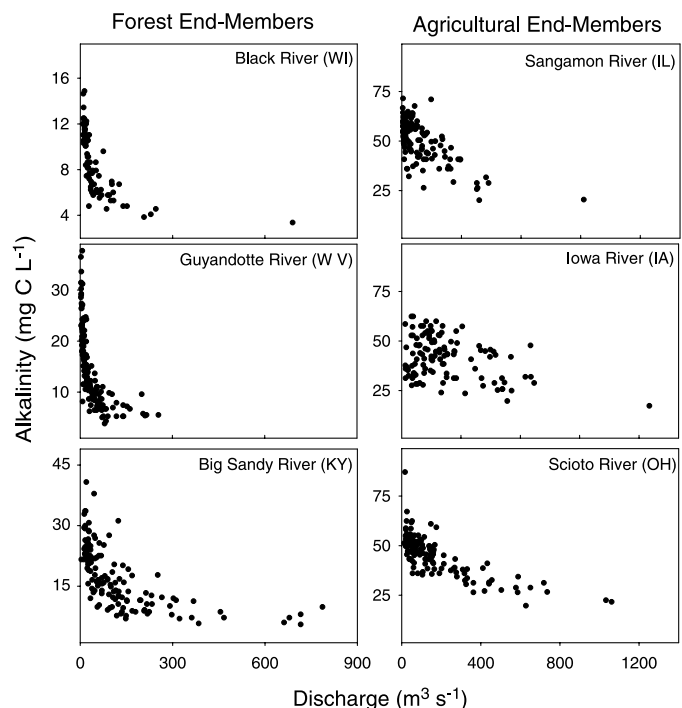 Forest End-Members
Agricultural End-Members
Black River (WI)
16
12
8
4
Sangamon River (IL)
75
50
25
Guyandotte River (W V)
30
20
10
Iowa River (IA)
75
50
25
Big Sandy River (KY)
45
30
15
Scioto River (OH)
75
50
25
0 300 600 900
0 400 800 1200
Alkalinity (mg C L⁻¹)
Discharge (m³ s⁻¹)